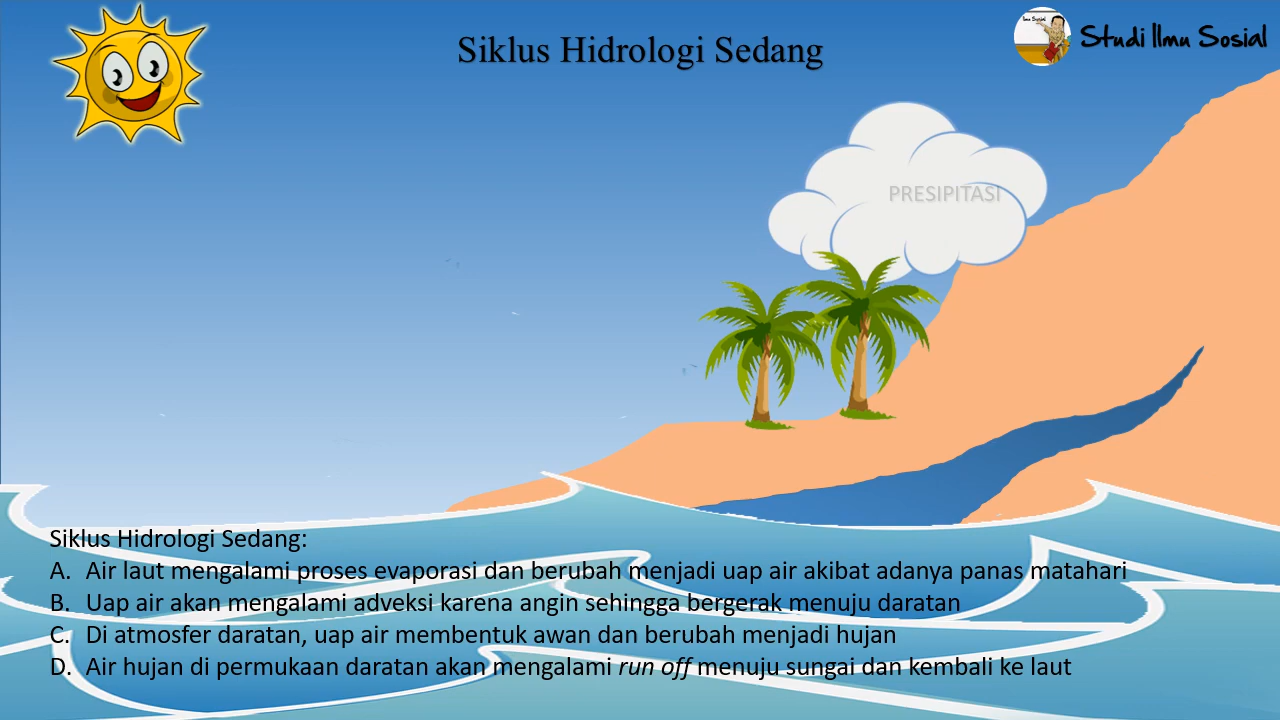 Siklus Hidrologi Sedang
Ilmu Sosial
Studi Ilmu Sosial
PRESIPITASI
Siklus Hidrologi Sedang:
A. Air laut mengalami proses evaporasi dan berubah menjadi uap air akibat adanya panas matahari
B. Uap air akan mengalami adveksi karena angin sehingga bergerak menuju daratan
C. Di atmosfer daratan, uap air membentuk awan dan berubah menjadi hujan
D. Air hujan di permukaan daratan akan mengalami run off menuju sungai dan kembali ke laut